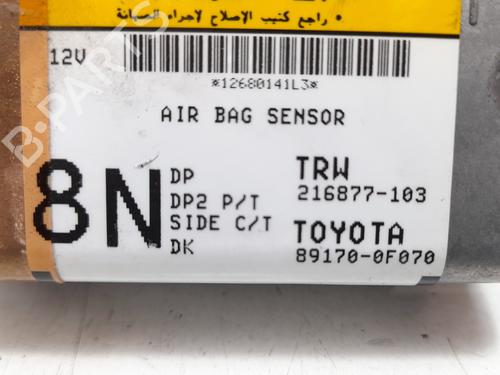 • راجع كتيب الإصلاح لاجراء الصيانة
12V
*12680141L3*
AIR BAG SENSOR
8N
DP
DP2 P/T
SIDE C/T
DK
TRW
216877-103
TOYOTA
89170-0F070
B-PARTS